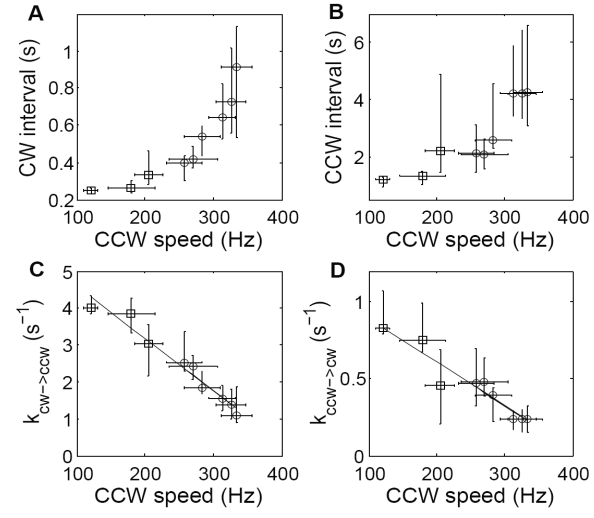 A
CW interval (s)
1
0.8
0.6
0.4
0.2
100 200 300 400
CCW speed (Hz)
B
CCW interval (s)
6
4
2
100 200 300 400
CCW speed (Hz)
C
k_cw->ccw (s⁻¹)
5
4
3
2
1
0
100 200 300 400
CCW speed (Hz)
D
k_ccw->cw (s⁻¹)
1
0.5
0
100 200 300 400
CCW speed (Hz)